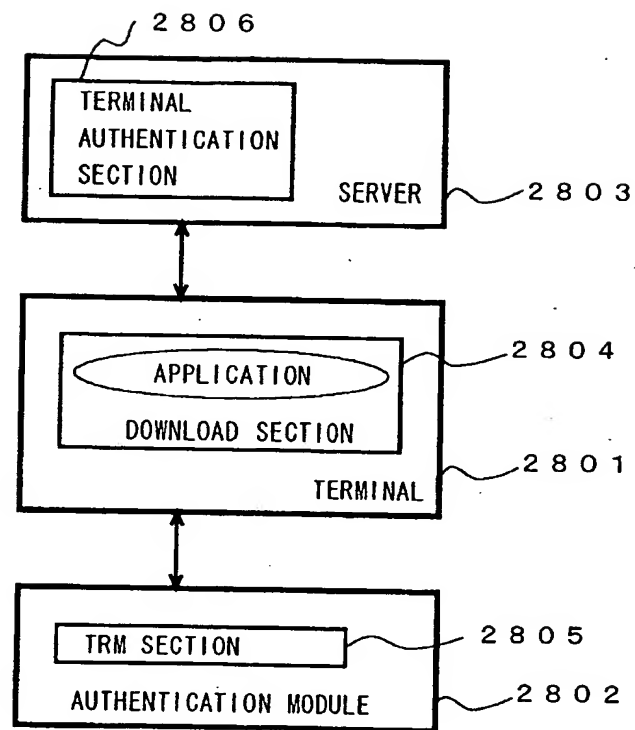 2806
TERMINAL
AUTHENTICATION
SECTION
SERVER
2803
2804
APPLICATION
DOWNLOAD SECTION
TERMINAL
2801
TRM SECTION
2805
AUTHENTICATION MODULE
2802